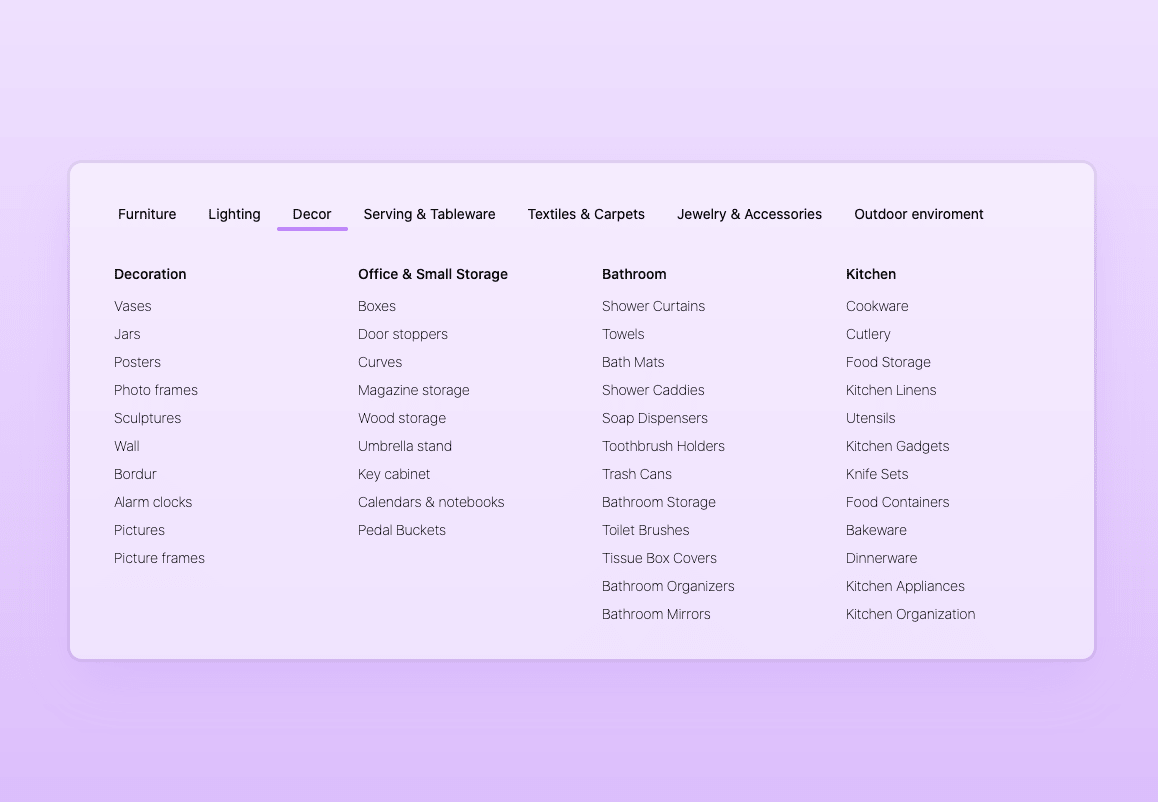 Furniture Lighting Decor Serving & Tableware Textiles & Carpets Jewelry & Accessories Outdoor enviroment
Decoration
Vases
Jars
Posters
Photo frames
Sculptures
Wall
Bordur
Alarm clocks
Pictures
Picture frames
Office & Small Storage
Boxes
Door stoppers
Curves
Magazine storage
Wood storage
Umbrella stand
Key cabinet
Calendars & notebooks
Pedal Buckets
Bathroom
Shower Curtains
Towels
Bath Mats
Shower Caddies
Soap Dispensers
Toothbrush Holders
Trash Cans
Bathroom Storage
Toilet Brushes
Tissue Box Covers
Bathroom Organizers
Bathroom Mirrors
Kitchen
Cookware
Cutlery
Food Storage
Kitchen Linens
Utensils
Kitchen Gadgets
Knife Sets
Food Containers
Bakeware
Dinnerware
Kitchen Appliances
Kitchen Organization